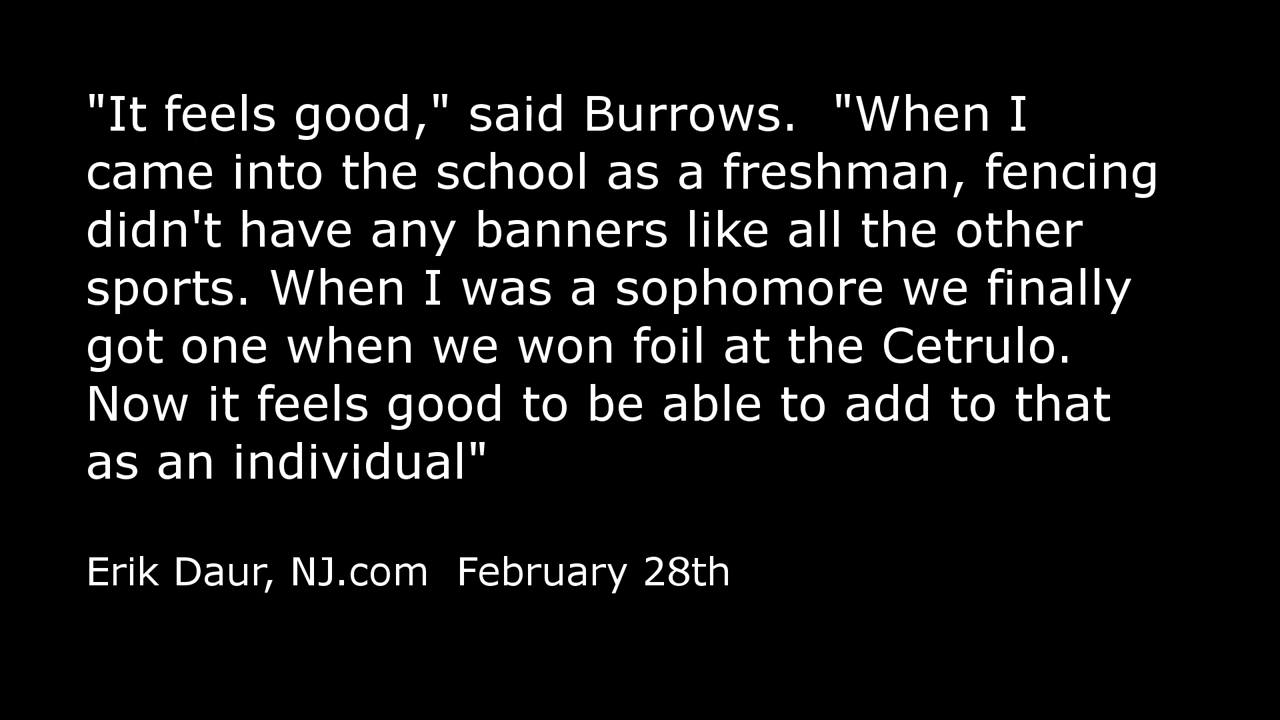 "It feels good," said Burrows.  "When I
came into the school as a freshman, fencing
didn't have any banners like all the other
sports. When I was a sophomore we finally
got one when we won foil at the Cetrulo.
Now it feels good to be able to add to that
as an individual"
Erik Daur, NJ.com  February 28th